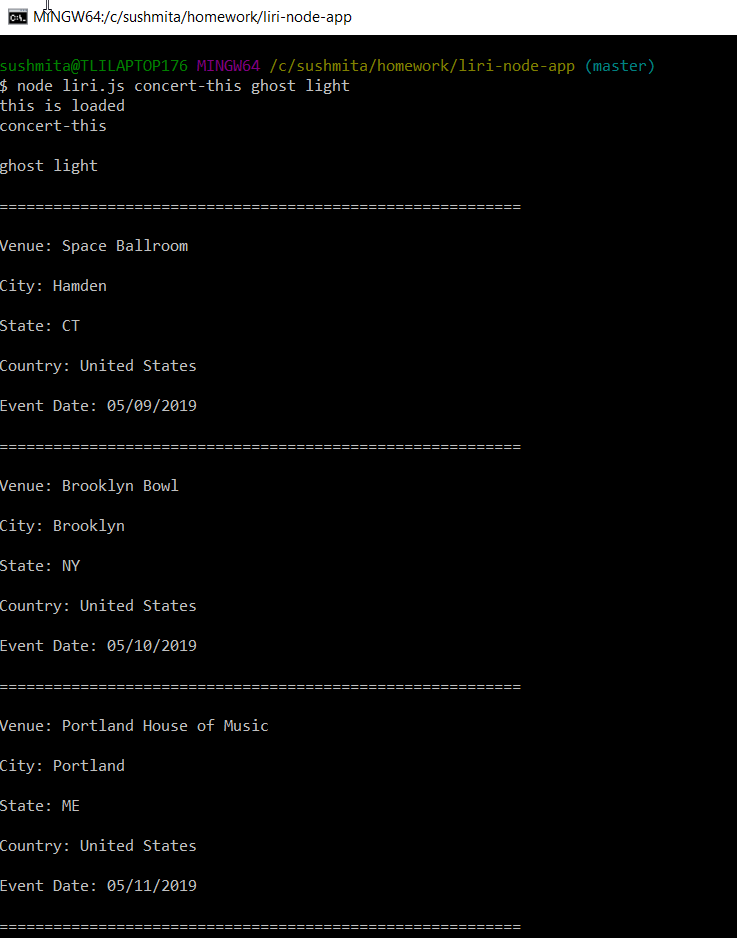 MINGW64:/c/sushmita/homework/liri-node-app
sushmita@TLILAPTOP176 MINGW64 /c/sushmita/homework/liri-node-app (master)
$ node liri.js concert-this ghost light
this is loaded
concert-this
ghost light
==========================================================
Venue: Space Ballroom
City: Hamden
State: CT
Country: United States
Event Date: 05/09/2019
==========================================================
Venue: Brooklyn Bowl
City: Brooklyn
State: NY
Country: United States
Event Date: 05/10/2019
==========================================================
Venue: Portland House of Music
City: Portland
State: ME
Country: United States
Event Date: 05/11/2019
==========================================================